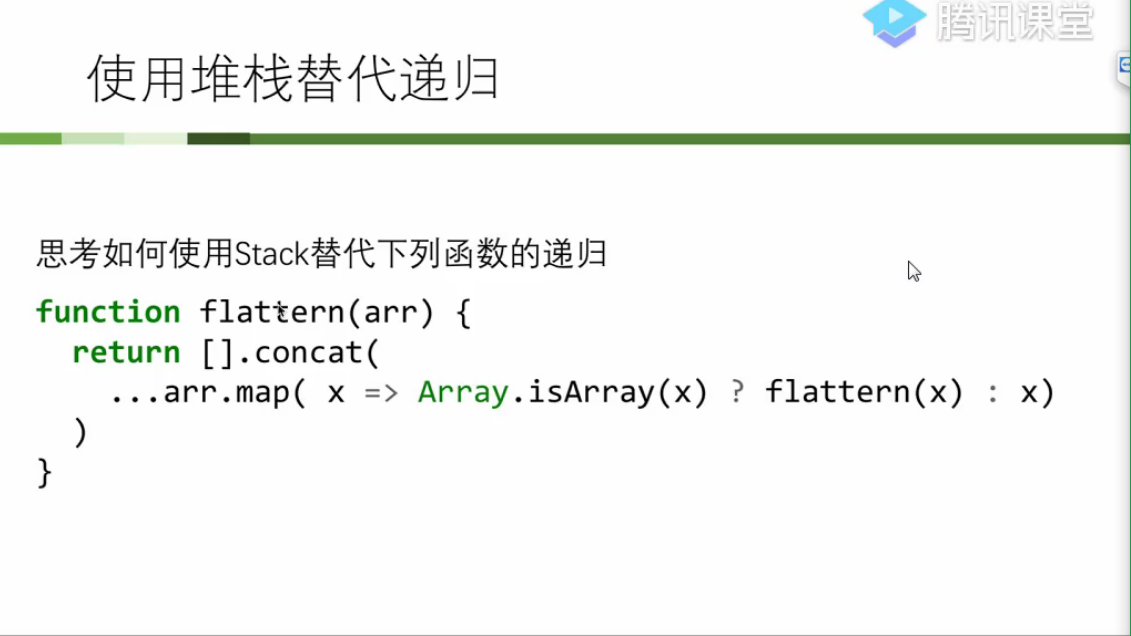 腾讯课堂
使用堆栈替代递归
思考如何使用Stack替代下列函数的递归
function flattern(arr) {
  return [].concat(
    ...arr.map( x => Array.isArray(x) ? flattern(x) : x)
  )
}